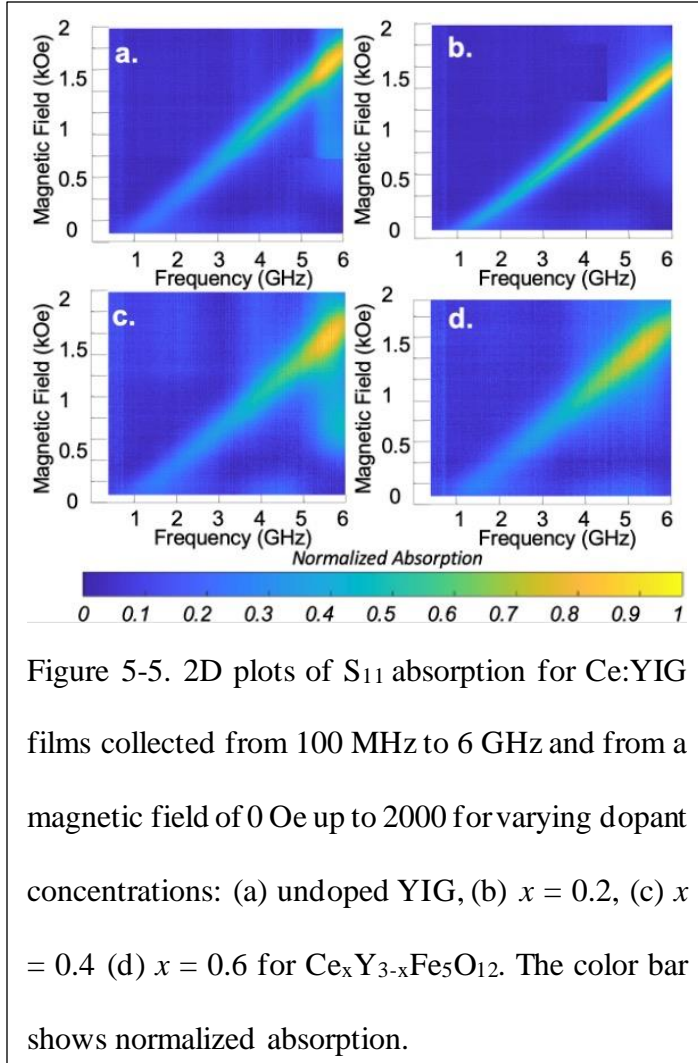 a.
b.
2
1.5
1
0.5
0
Magnetic Field (kOe)
1 2 3 4 5 6
Frequency (GHz)
2
1.5
1
0.5
0
Magnetic Field (kOe)
1 2 3 4 5 6
Frequency (GHz)
c.
d.
2
1.5
1
0.5
0
Magnetic Field (kOe)
1 2 3 4 5 6
Frequency (GHz)
2
1.5
1
0.5
0
Magnetic Field (kOe)
1 2 3 4 5 6
Frequency (GHz)
Normalized Absorption
0 0.1 0.2 0.3 0.4 0.5 0.6 0.7 0.8 0.9 1
Figure 5-5. 2D plots of S₁₁ absorption for Ce:YIG
films collected from 100 MHz to 6 GHz and from a
magnetic field of 0 Oe up to 2000 for varying dopant
concentrations: (a) undoped YIG, (b) x = 0.2, (c) x
= 0.4 (d) x = 0.6 for CeₓY₃₋ₓFe₅O₁₂. The color bar
shows normalized absorption.